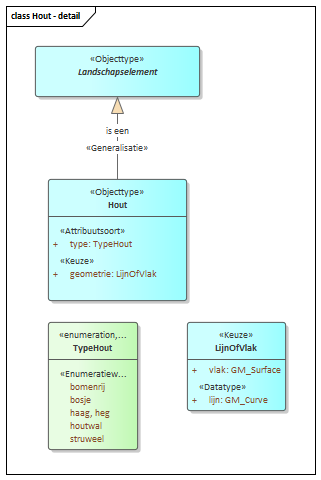 class Hout - detail
«Objecttype»
Landschapselement
is een
«Generalisatie»
«Objecttype»
Hout
«Attribuutsoort»
+ type: TypeHout
«Keuze»
+ geometrie: LijnOfVlak
«enumeration,...
TypeHout
«Enumeratiew...
bomenrij
bosje
haag, heg
houtwal
struweel
«Keuze»
LijnOfVlak
+ vlak: GM_Surface
«Datatype»
+ lijn: GM_Curve